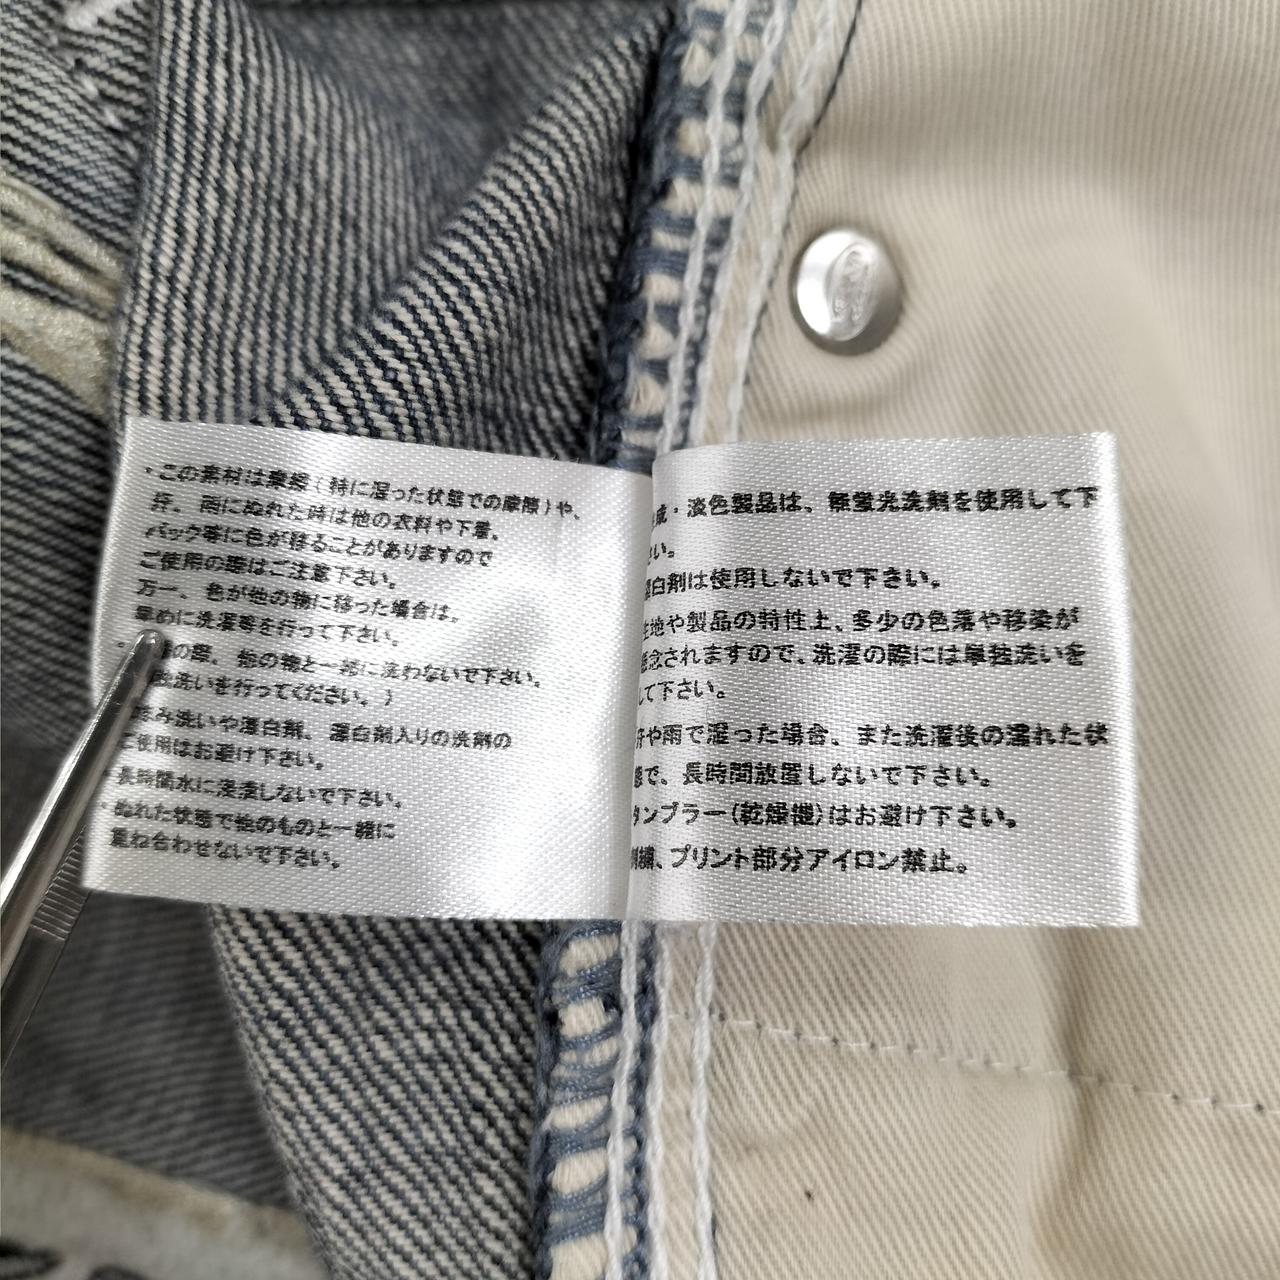 ・この素材は摩擦(特に湿った状態での摩擦)や、
汗、雨にぬれた時は他の衣料や下着、
バック等に色が移ることがありますので
ご使用の際はご注意下さい。
万一、色が他の物に移った場合は、
早めに洗濯等を行って下さい。
の際、他の物と一緒に洗わないで下さい。
洗いを行ってください。)
み洗いや漂白剤、漂白剤入りの洗剤の
ご使用はお避け下さい。
・長時間水に浸漬しないで下さい。
・ぬれた状態で他のものと一緒に
重ね合わせないで下さい。
成・淡色製品は、無蛍光洗剤を使用して下
さい。
白剤は使用しないで下さい。
地や製品の特性上、多少の色落や移染が
念されますので、洗濯の際には単独洗いを
して下さい。
汗や雨で湿った場合、また洗濯後の濡れた状
態で、長時間放置しないで下さい。
タンブラー(乾燥機)はお避け下さい。
刺繍、プリント部分アイロン禁止。